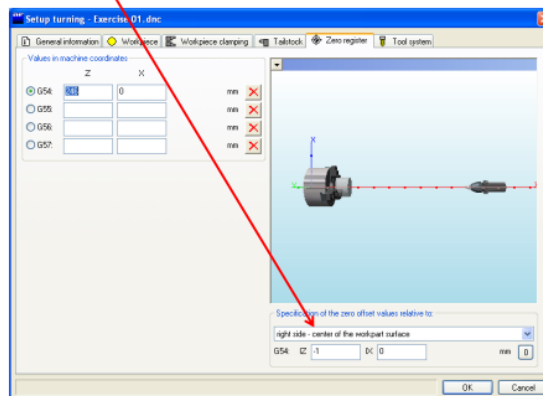 Setup turning - Exercise 01.dnc
General information Workpiece Workpiece clamping Tailstock Zero register Tool system
Values in machine coordinates
Z X
G54: 0 mm
G55: mm
G56: mm
G57: mm
X
Specification of the zero offset values relative to:
right side - center of the workpart surface
G54: IZ -1 IX 0 mm 0
OK Cancel